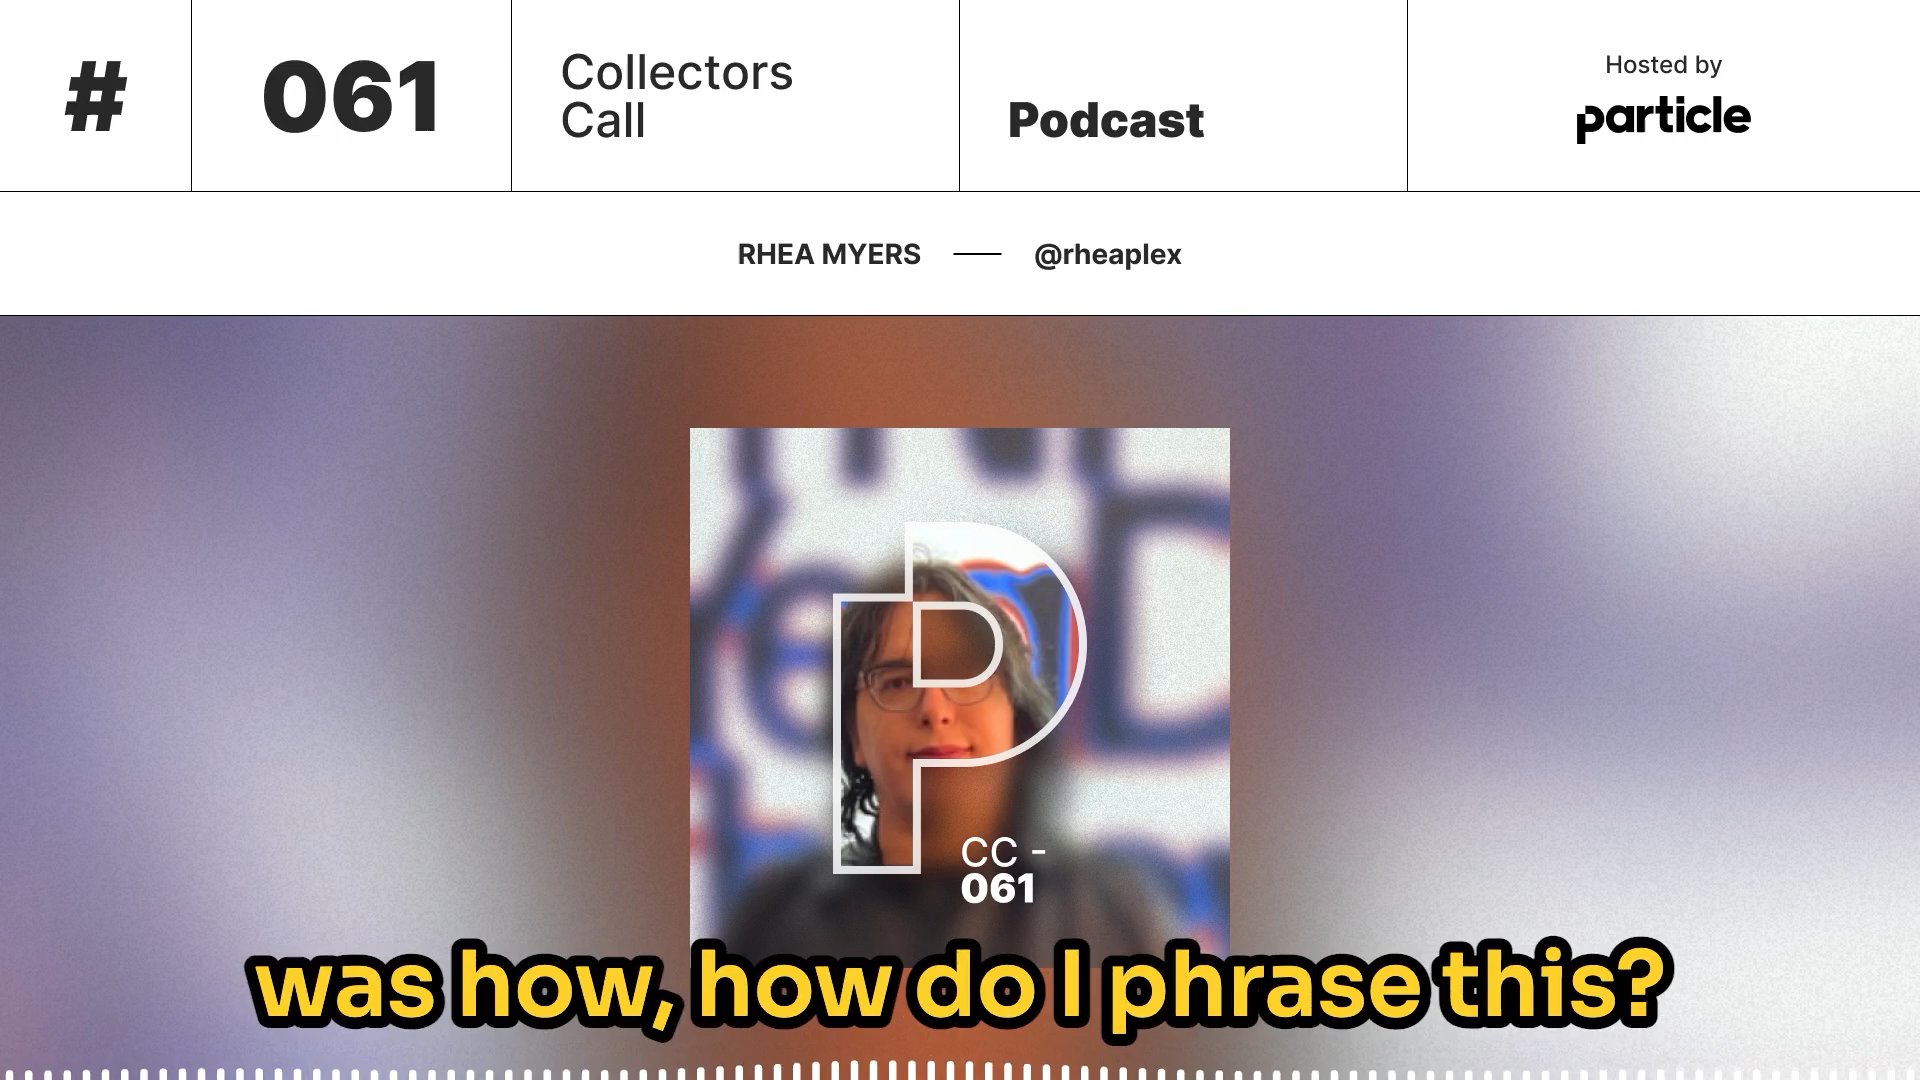 #
061
Collectors
Call
Podcast
Hosted by
particle
RHEA MYERS — @rheaplex
CC -
061
was how, how do I phrase this?